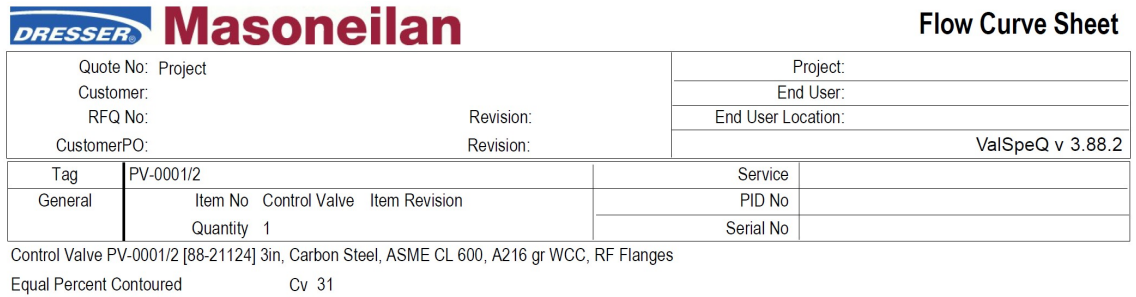 DRESSER® Masoneilan Flow Curve Sheet
Quote No: Project Project:
Customer: End User:
RFQ No: Revision: End User Location:
CustomerPO: Revision: ValSpeQ v 3.88.2
Tag PV-0001/2 Service
General Item No Control Valve Item Revision PID No
Quantity 1 Serial No
Control Valve PV-0001/2 [88-21124] 3in, Carbon Steel, ASME CL 600, A216 gr WCC, RF Flanges
Equal Percent Contoured Cv 31